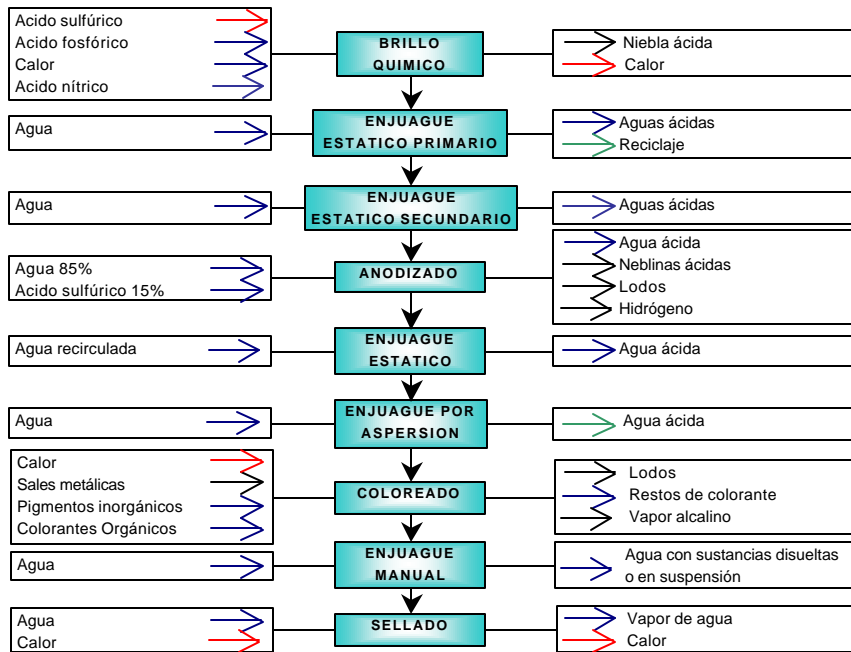 Acido sulfúrico
Acido fosfórico
Calor
Acido nítrico
BRILLO
QUIMICO
Niebla ácida
Calor
Agua
ENJUAGUE
ESTATICO PRIMARIO
Aguas ácidas
Reciclaje
Agua
ENJUAGUE
ESTATICO SECUNDARIO
Aguas ácidas
Agua 85%
Acido sulfúrico 15%
ANODIZADO
Agua ácida
Neblinas ácidas
Lodos
Hidrógeno
Agua recirculada
ENJUAGUE
ESTATICO
Agua ácida
Agua
ENJUAGUE POR
ASPERSION
Agua ácida
Calor
Sales metálicas
Pigmentos inorgánicos
Colorantes Orgánicos
COLOREADO
Lodos
Restos de colorante
Vapor alcalino
Agua
ENJUAGUE
MANUAL
Agua con sustancias disueltas
o en suspensión
Agua
Calor
SELLADO
Vapor de agua
Calor